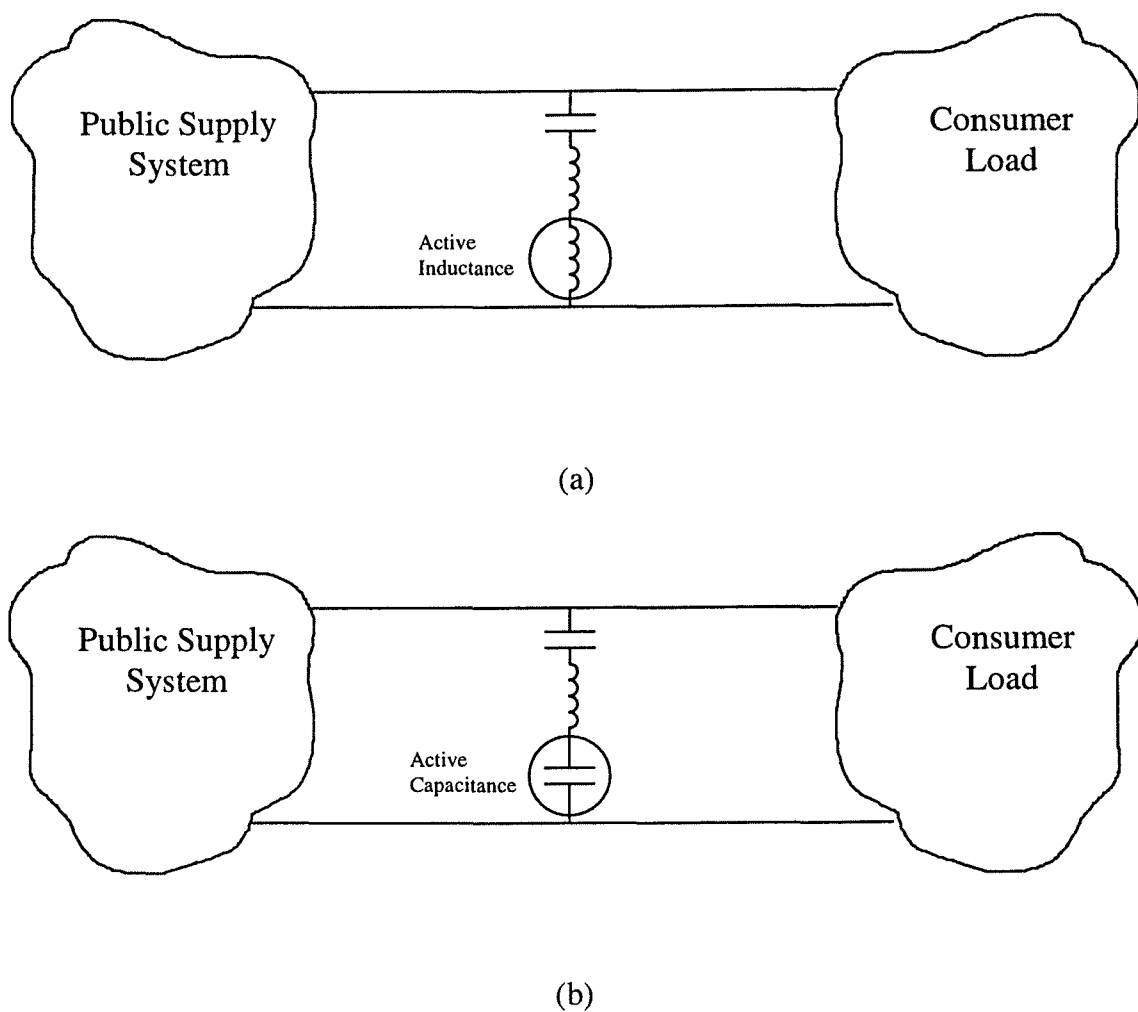 Public Supply
System
Consumer
Load
Active
Inductance
(a)
Public Supply
System
Consumer
Load
Active
Capacitance
(b)